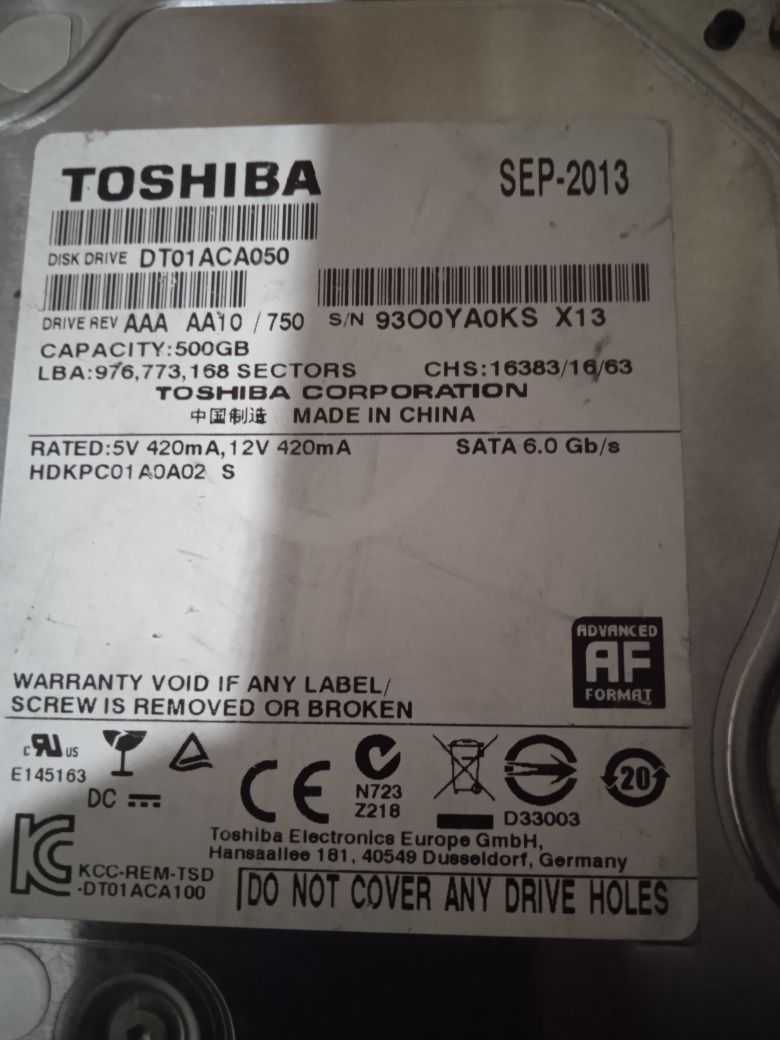 TOSHIBA
SEP-2013
DISK DRIVE DT01ACA050
DRIVE REV AAA AA10 / 750 S/N 93O0YA0KS X13
CAPACITY:500GB
LBA:976,773,168 SECTORS CHS:16383/16/63
TOSHIBA CORPORATION
中国制造 MADE IN CHINA
RATED:5V 420mA,12V 420mA SATA 6.0 Gb/s
HDKPC01A0A02 S
ADVANCED
AF
FORMAT
WARRANTY VOID IF ANY LABEL/
SCREW IS REMOVED OR BROKEN
c RU US
E145163
DC
CE
N723
Z218
D33003
20
Toshiba Electronics Europe GmbH,
Hansaallee 181, 40549 Dusseldorf, Germany
KC
KCC-REM-TSD
-DT01ACA100
DO NOT COVER ANY DRIVE HOLES